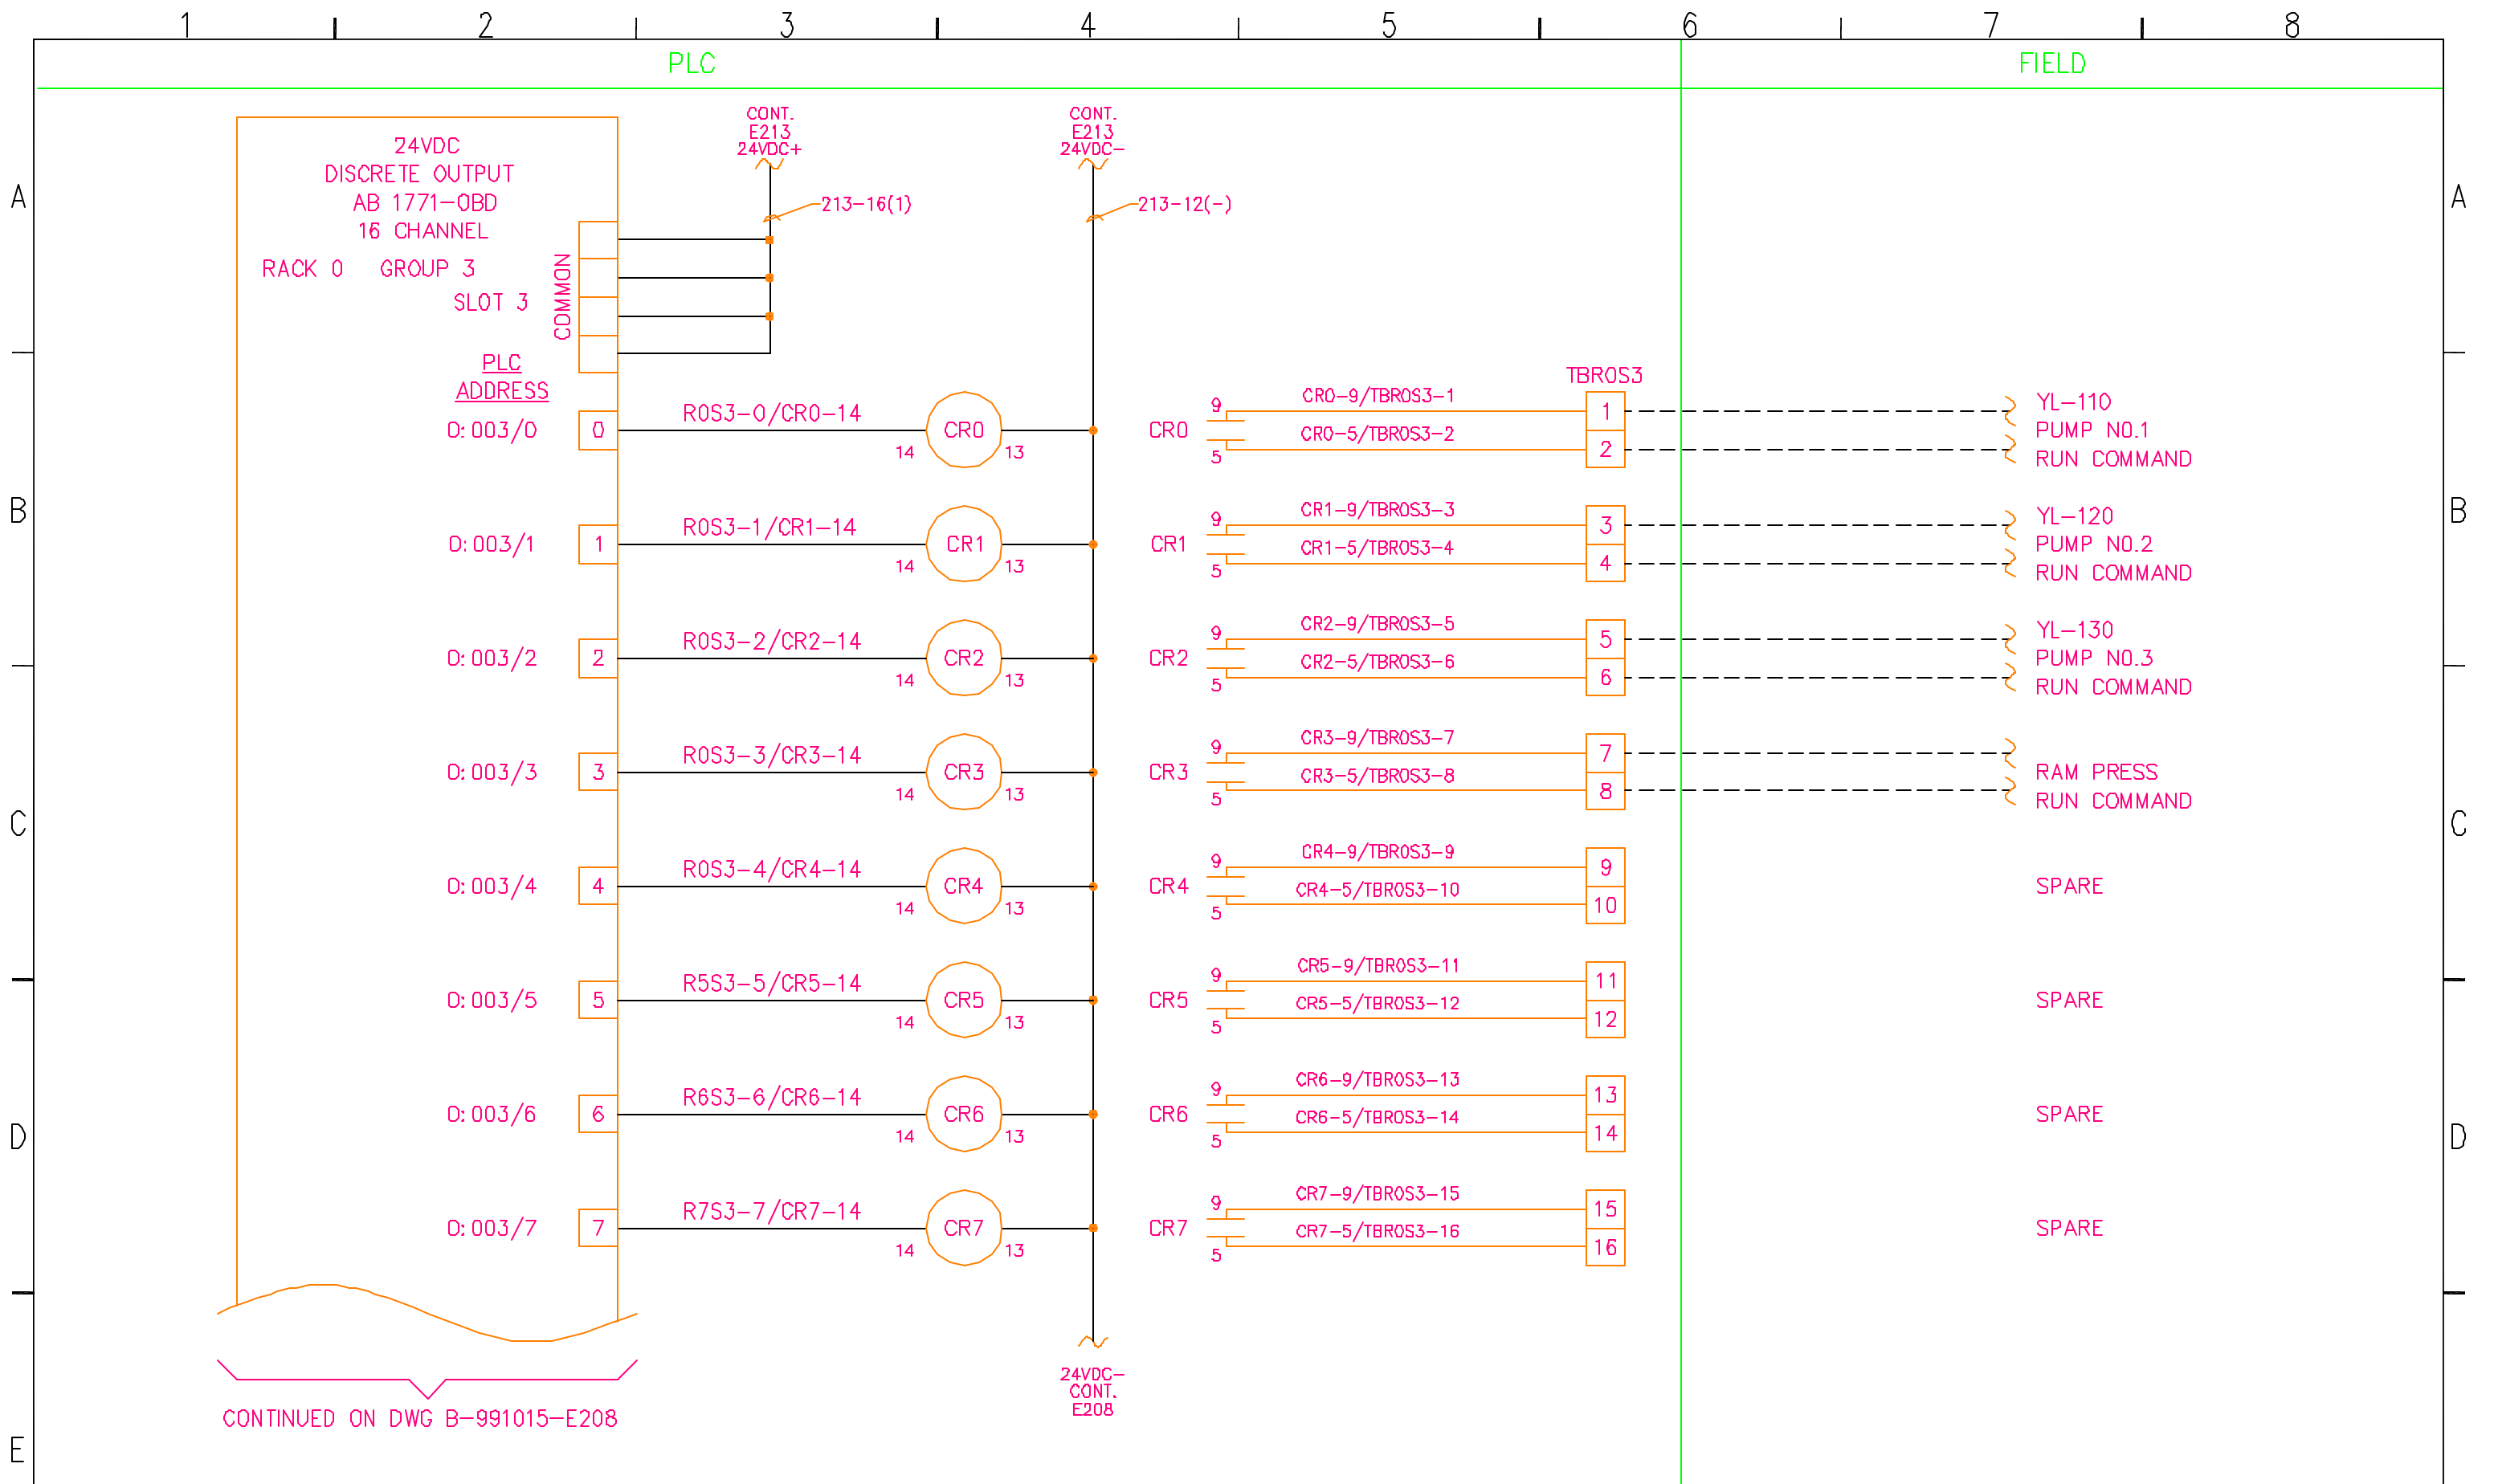 1 2 3 4 5 6 7 8
PLC FIELD
CONT.
E213
24VDC+
CONT.
E213
24VDC-
24VDC
DISCRETE OUTPUT
AB 1771-OBD
16 CHANNEL
RACK 0 GROUP 3
SLOT 3
COMMON
213-16(1)
213-12(-)
A A
PLC
ADDRESS
TBR0S3
O:003/0 0 R0S3-0/CR0-14 14 CR0 13
CR0 9 5
CR0-9/TBR0S3-1 1
CR0-5/TBR0S3-2 2
YL-110
PUMP NO.1
RUN COMMAND
B B
O:003/1 1 R0S3-1/CR1-14 14 CR1 13
CR1 9 5
CR1-9/TBR0S3-3 3
CR1-5/TBR0S3-4 4
YL-120
PUMP NO.2
RUN COMMAND
O:003/2 2 R0S3-2/CR2-14 14 CR2 13
CR2 9 5
CR2-9/TBR0S3-5 5
CR2-5/TBR0S3-6 6
YL-130
PUMP NO.3
RUN COMMAND
O:003/3 3 R0S3-3/CR3-14 14 CR3 13
CR3 9 5
CR3-9/TBR0S3-7 7
CR3-5/TBR0S3-8 8
RAM PRESS
RUN COMMAND
C C
O:003/4 4 R0S3-4/CR4-14 14 CR4 13
CR4 9 5
CR4-9/TBR0S3-9 9
CR4-5/TBR0S3-10 10
SPARE
O:003/5 5 R5S3-5/CR5-14 14 CR5 13
CR5 9 5
CR5-9/TBR0S3-11 11
CR5-5/TBR0S3-12 12
SPARE
O:003/6 6 R6S3-6/CR6-14 14 CR6 13
CR6 9 5
CR6-9/TBR0S3-13 13
CR6-5/TBR0S3-14 14
SPARE
D D
O:003/7 7 R7S3-7/CR7-14 14 CR7 13
CR7 9 5
CR7-9/TBR0S3-15 15
CR7-5/TBR0S3-16 16
SPARE
24VDC-
CONT.
E208
CONTINUED ON DWG B-991015-E208
E